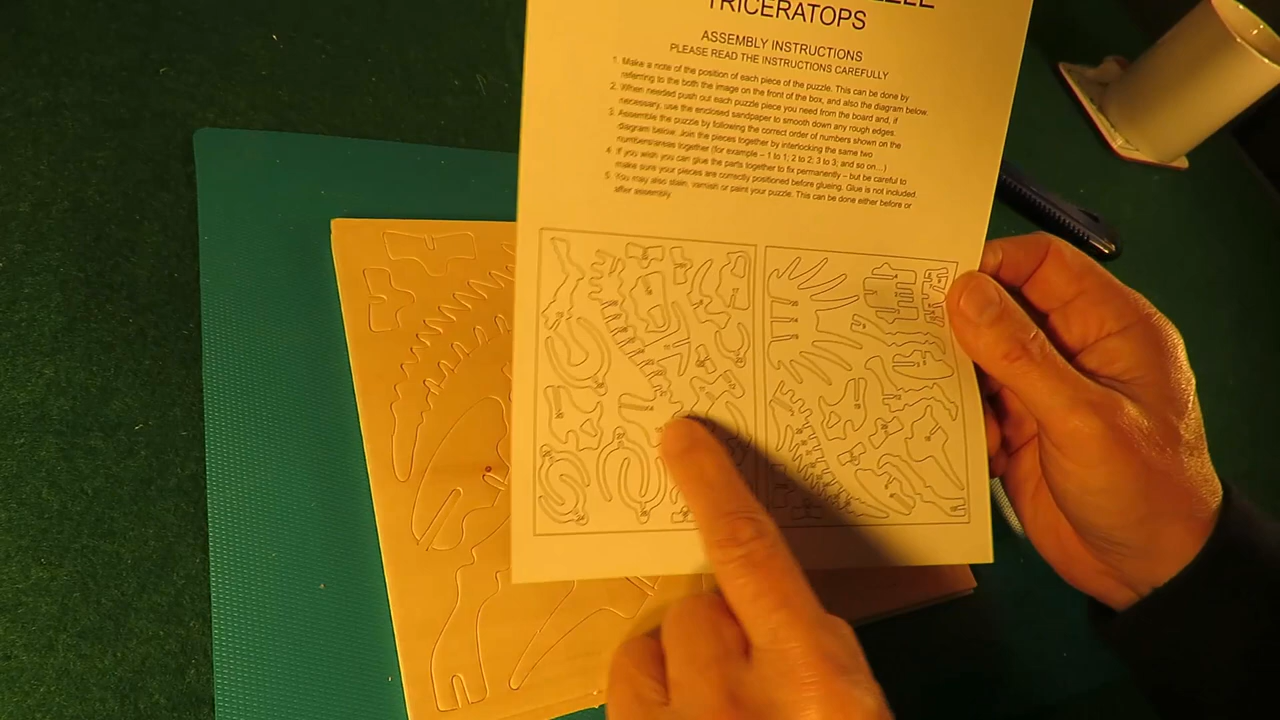 TRICERATOPS
ASSEMBLY INSTRUCTIONS
PLEASE READ THE INSTRUCTIONS CAREFULLY
1. Make a note of the position of each piece of the puzzle. This can be done by
referring to the both the image on the front of the box, and also the diagram below.
2. When needed push out each puzzle piece you need from the board and, if
necessary, use the enclosed sandpaper to smooth down any rough edges.
3. Assemble the puzzle by following the correct order of numbers shown on the
diagram below. Join the pieces together by interlocking the same two
numbers/areas together (for example – 1 to 1; 2 to 2; 3 to 3; and so on...)
4. If you wish you can glue the parts together to fix permanently – but be careful to
make sure your pieces are correctly positioned before glueing. Glue is not included.
5. You may also stain, varnish or paint your puzzle. This can be done either before or
after assembly.